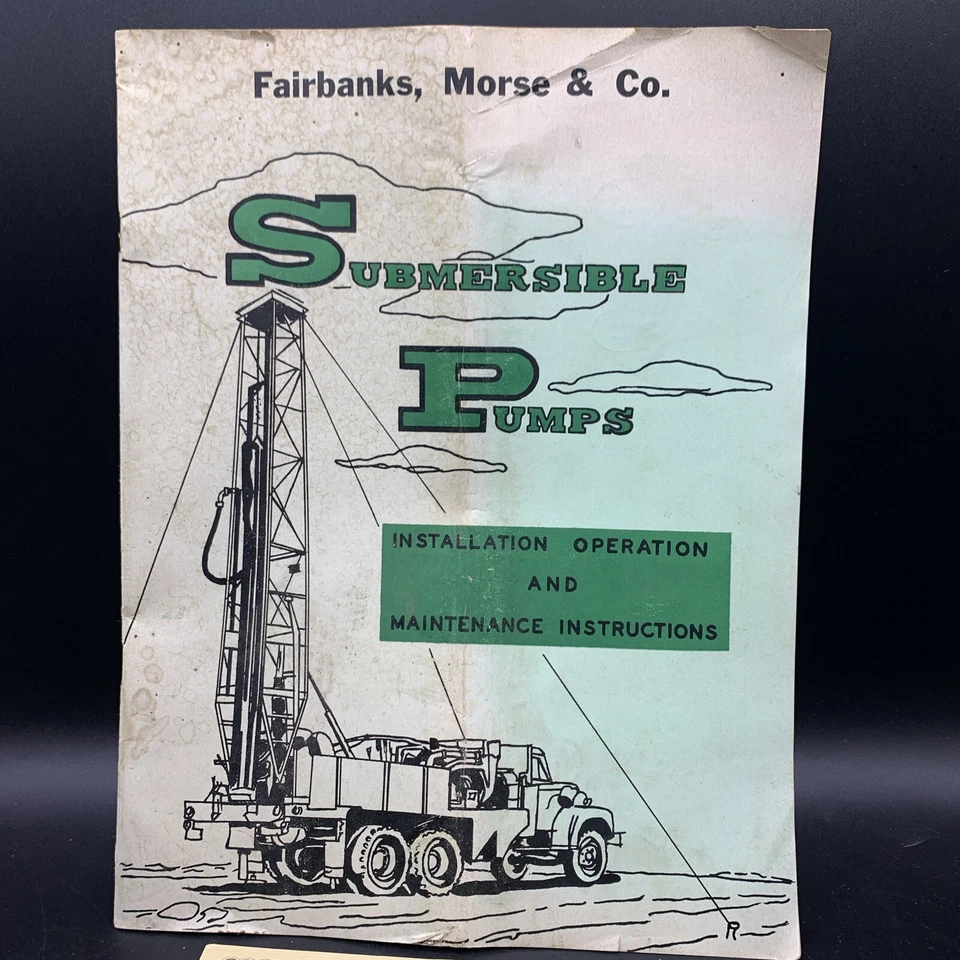 Fairbanks, Morse & Co.
SUBMERSIBLE
PUMPS
INSTALLATION OPERATION
AND
MAINTENANCE INSTRUCTIONS